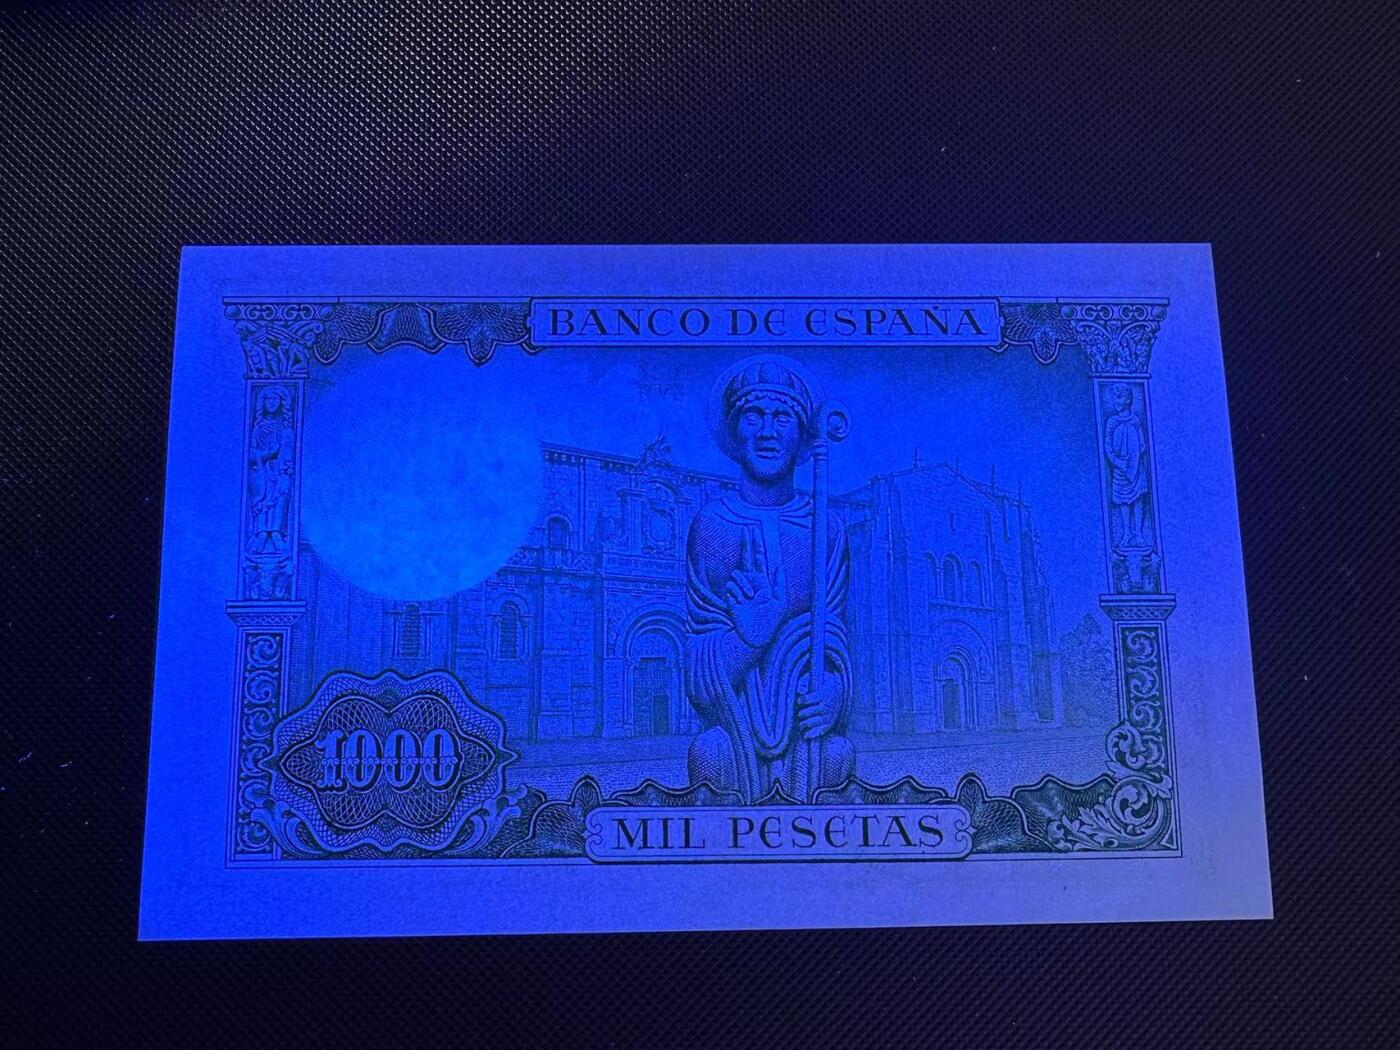 BANCO DE ESPAÑA
1000
MIL PESETAS